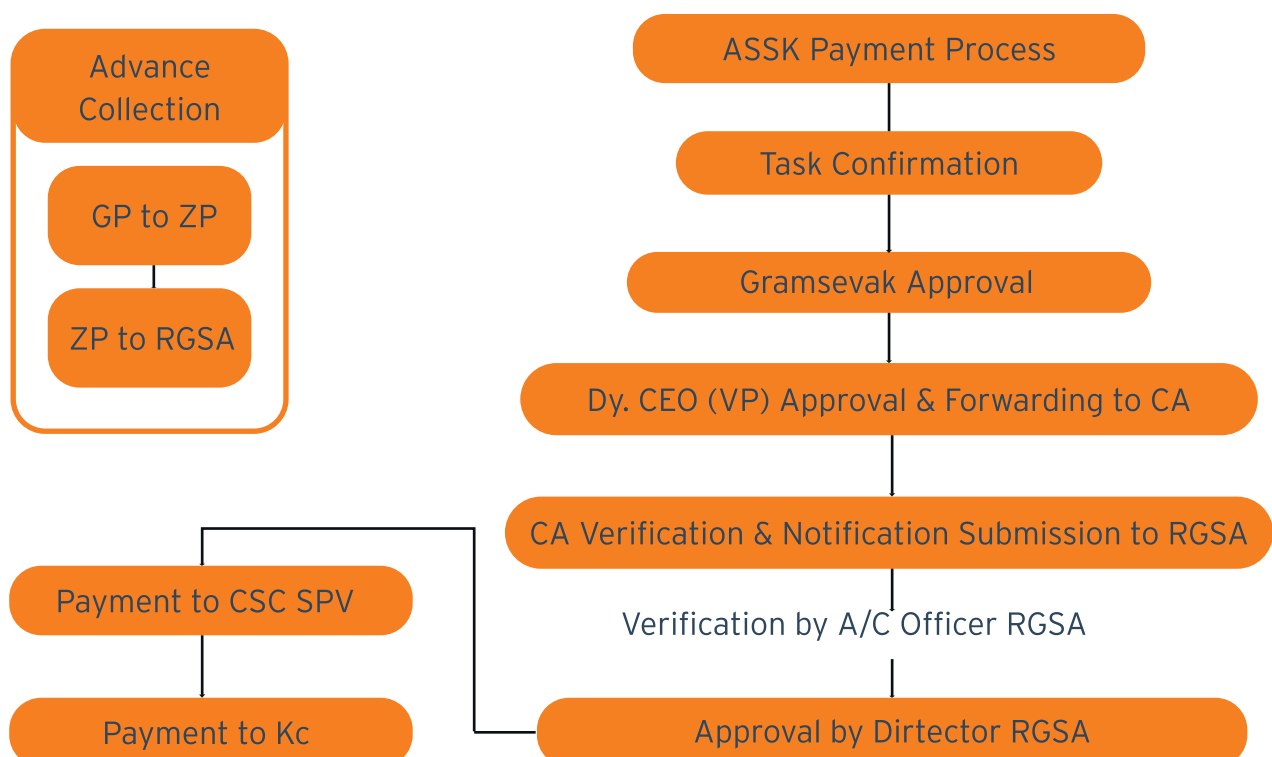 Advance
Collection
GP to ZP
ZP to RGSA
ASSK Payment Process
Task Confirmation
Gramsevak Approval
Dy. CEO (VP) Approval & Forwarding to CA
CA Verification & Notification Submission to RGSA
Verification by A/C Officer RGSA
Approval by Dirtector RGSA
Payment to CSC SPV
Payment to Kc